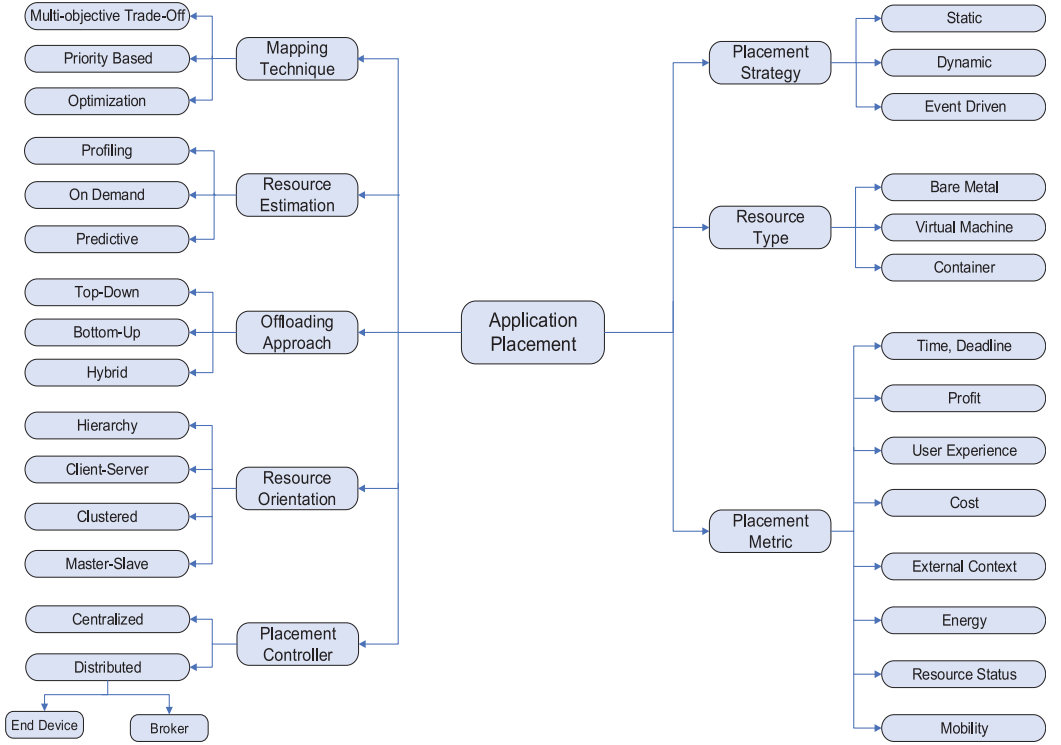 Multi-objective Trade-Off
Priority Based
Optimization
Mapping
Technique
Profiling
On Demand
Predictive
Resource
Estimation
Top-Down
Bottom-Up
Hybrid
Offloading
Approach
Hierarchy
Client-Server
Clustered
Master-Slave
Resource
Orientation
Centralized
Distributed
Placement
Controller
End Device
Broker
Application
Placement
Placement
Strategy
Static
Dynamic
Event Driven
Resource
Type
Bare Metal
Virtual Machine
Container
Placement
Metric
Time, Deadline
Profit
User Experience
Cost
External Context
Energy
Resource Status
Mobility